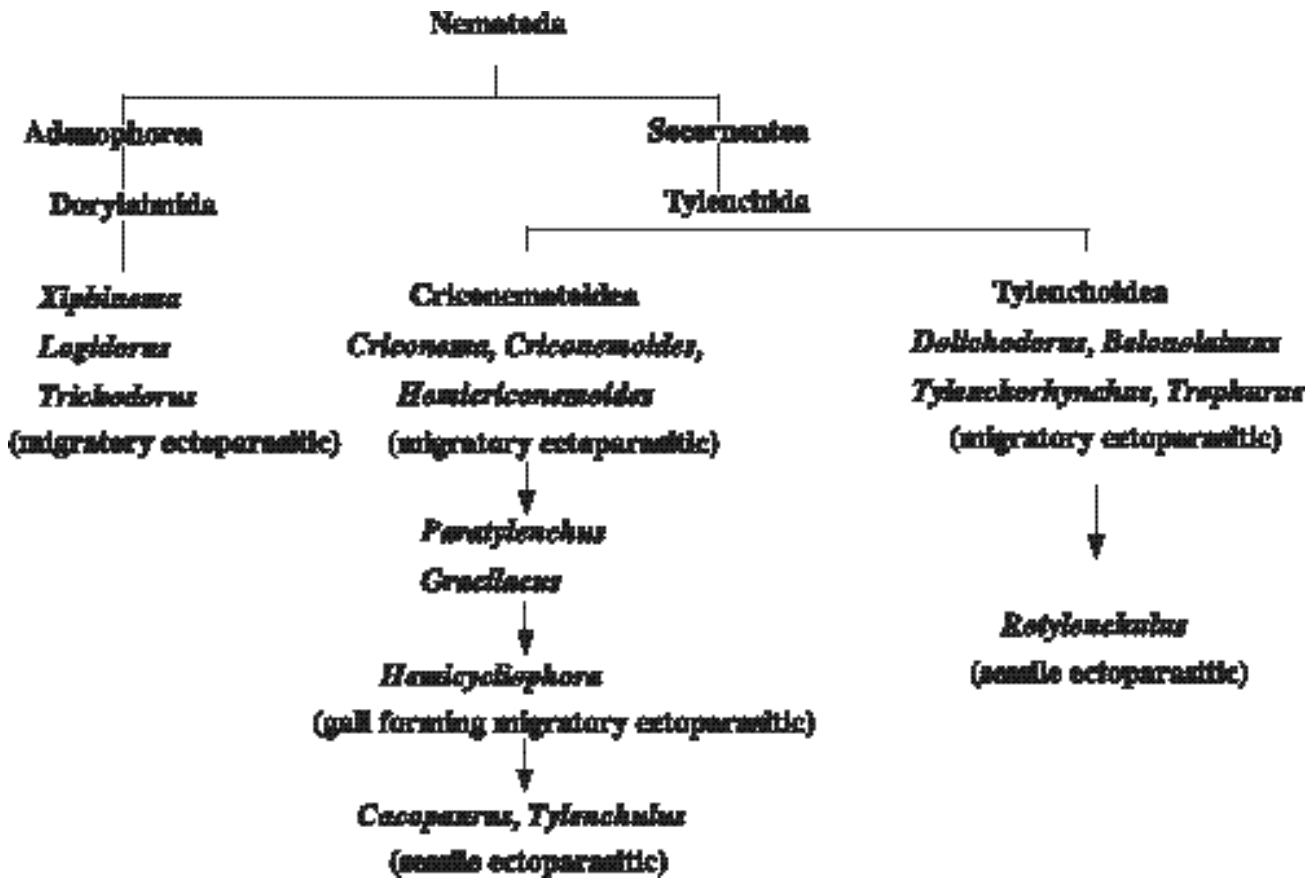 Nematoda
Adenophorea
Secernentea
Dorylaimida
Tylenchida
Xiphinema
Logidorus
Trichodorus
(migratory ectoparasitic)
Criconematoidea
Criconema, Criconemoides,
Hemicriconemoides
(migratory ectoparasitic)
Paratylenchus
Gracilacus
Hemicycliophora
(gall forming migratory ectoparasitic)
Cacopaurus, Tylenchulus
(sessile ectoparasitic)
Tylenchoidea
Dolichodorus, Belonolaimus
Tylenchorhynchus, Trophurus
(migratory ectoparasitic)
Rotylenchulus
(sessile ectoparasitic)